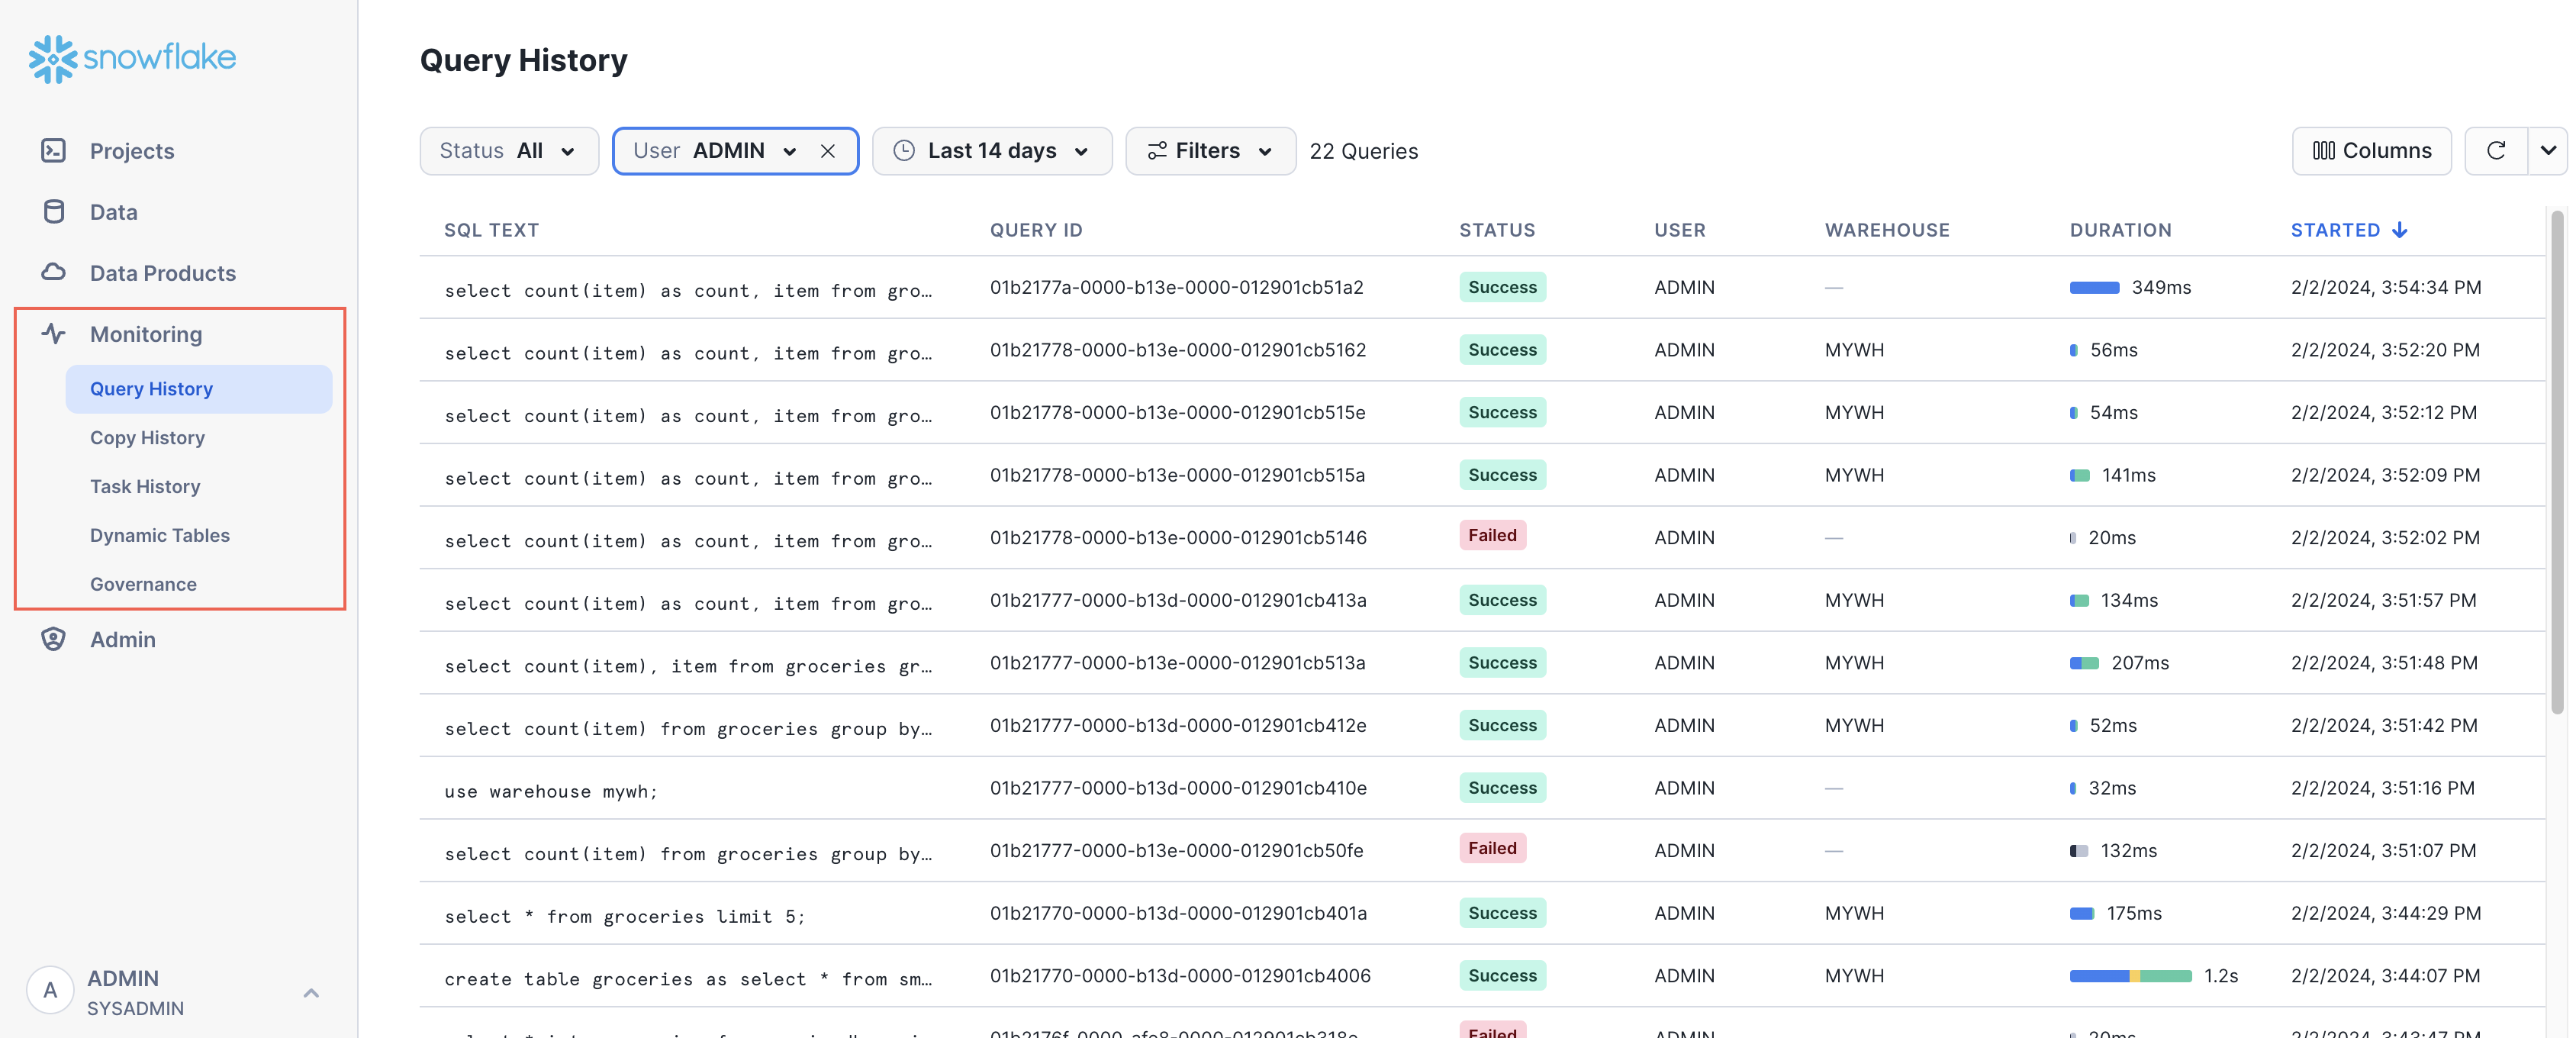 snowflake
Projects
Data
Data Products
Monitoring
Query History
Copy History
Task History
Dynamic Tables
Governance
Admin
A
ADMIN
SYSADMIN
Query History
Status All User ADMIN Last 14 days Filters 22 Queries Columns
SQL TEXT QUERY ID STATUS USER WAREHOUSE DURATION STARTED
select count(item) as count, item from gro… 01b2177a-0000-b13e-0000-012901cb51a2 Success ADMIN — 349ms 2/2/2024, 3:54:34 PM
select count(item) as count, item from gro… 01b21778-0000-b13e-0000-012901cb5162 Success ADMIN MYWH 56ms 2/2/2024, 3:52:20 PM
select count(item) as count, item from gro… 01b21778-0000-b13e-0000-012901cb515e Success ADMIN MYWH 54ms 2/2/2024, 3:52:12 PM
select count(item) as count, item from gro… 01b21778-0000-b13e-0000-012901cb515a Success ADMIN MYWH 141ms 2/2/2024, 3:52:09 PM
select count(item) as count, item from gro… 01b21778-0000-b13e-0000-012901cb5146 Failed ADMIN — 20ms 2/2/2024, 3:52:02 PM
select count(item) as count, item from gro… 01b21777-0000-b13d-0000-012901cb413a Success ADMIN MYWH 134ms 2/2/2024, 3:51:57 PM
select count(item), item from groceries gr… 01b21777-0000-b13e-0000-012901cb513a Success ADMIN MYWH 207ms 2/2/2024, 3:51:48 PM
select count(item) from groceries group by… 01b21777-0000-b13d-0000-012901cb412e Success ADMIN MYWH 52ms 2/2/2024, 3:51:42 PM
use warehouse mywh; 01b21777-0000-b13d-0000-012901cb410e Success ADMIN — 32ms 2/2/2024, 3:51:16 PM
select count(item) from groceries group by… 01b21777-0000-b13e-0000-012901cb50fe Failed ADMIN — 132ms 2/2/2024, 3:51:07 PM
select * from groceries limit 5; 01b21770-0000-b13d-0000-012901cb401a Success ADMIN MYWH 175ms 2/2/2024, 3:44:29 PM
create table groceries as select * from sm… 01b21770-0000-b13d-0000-012901cb4006 Success ADMIN MYWH 1.2s 2/2/2024, 3:44:07 PM
Failed ADMIN 20ms 2/2/2024, 3:43:47 PM